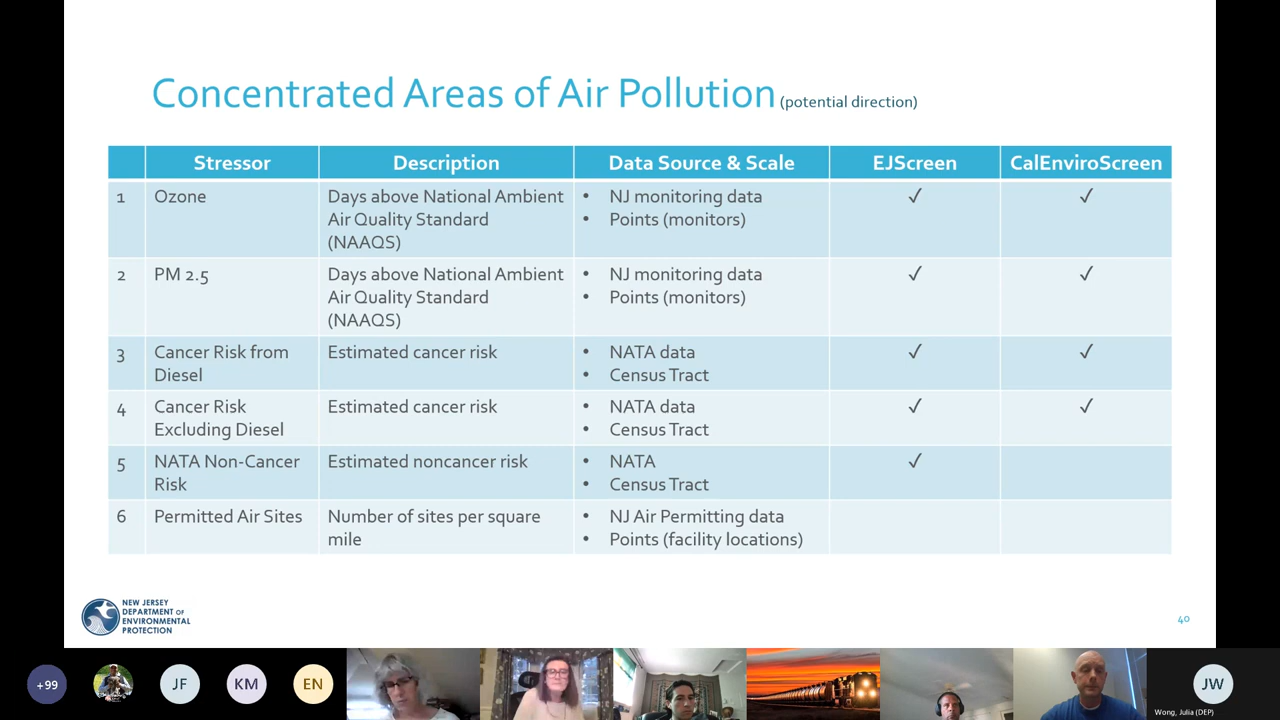 Concentrated Areas of Air Pollution (potential direction)
Stressor Description Data Source & Scale EJScreen CalEnviroScreen
1 Ozone Days above National Ambient • NJ monitoring data ✓ ✓
Air Quality Standard • Points (monitors)
(NAAQS)
2 PM 2.5 Days above National Ambient • NJ monitoring data ✓ ✓
Air Quality Standard • Points (monitors)
(NAAQS)
3 Cancer Risk from Estimated cancer risk • NATA data ✓ ✓
Diesel • Census Tract
4 Cancer Risk Estimated cancer risk • NATA data ✓ ✓
Excluding Diesel • Census Tract
5 NATA Non-Cancer Estimated noncancer risk • NATA ✓
Risk • Census Tract
6 Permitted Air Sites Number of sites per square • NJ Air Permitting data
mile • Points (facility locations)
NEW JERSEY
DEPARTMENT OF
ENVIRONMENTAL
PROTECTION
40
+99 JF KM EN JW
Wong, Julia (DEP)